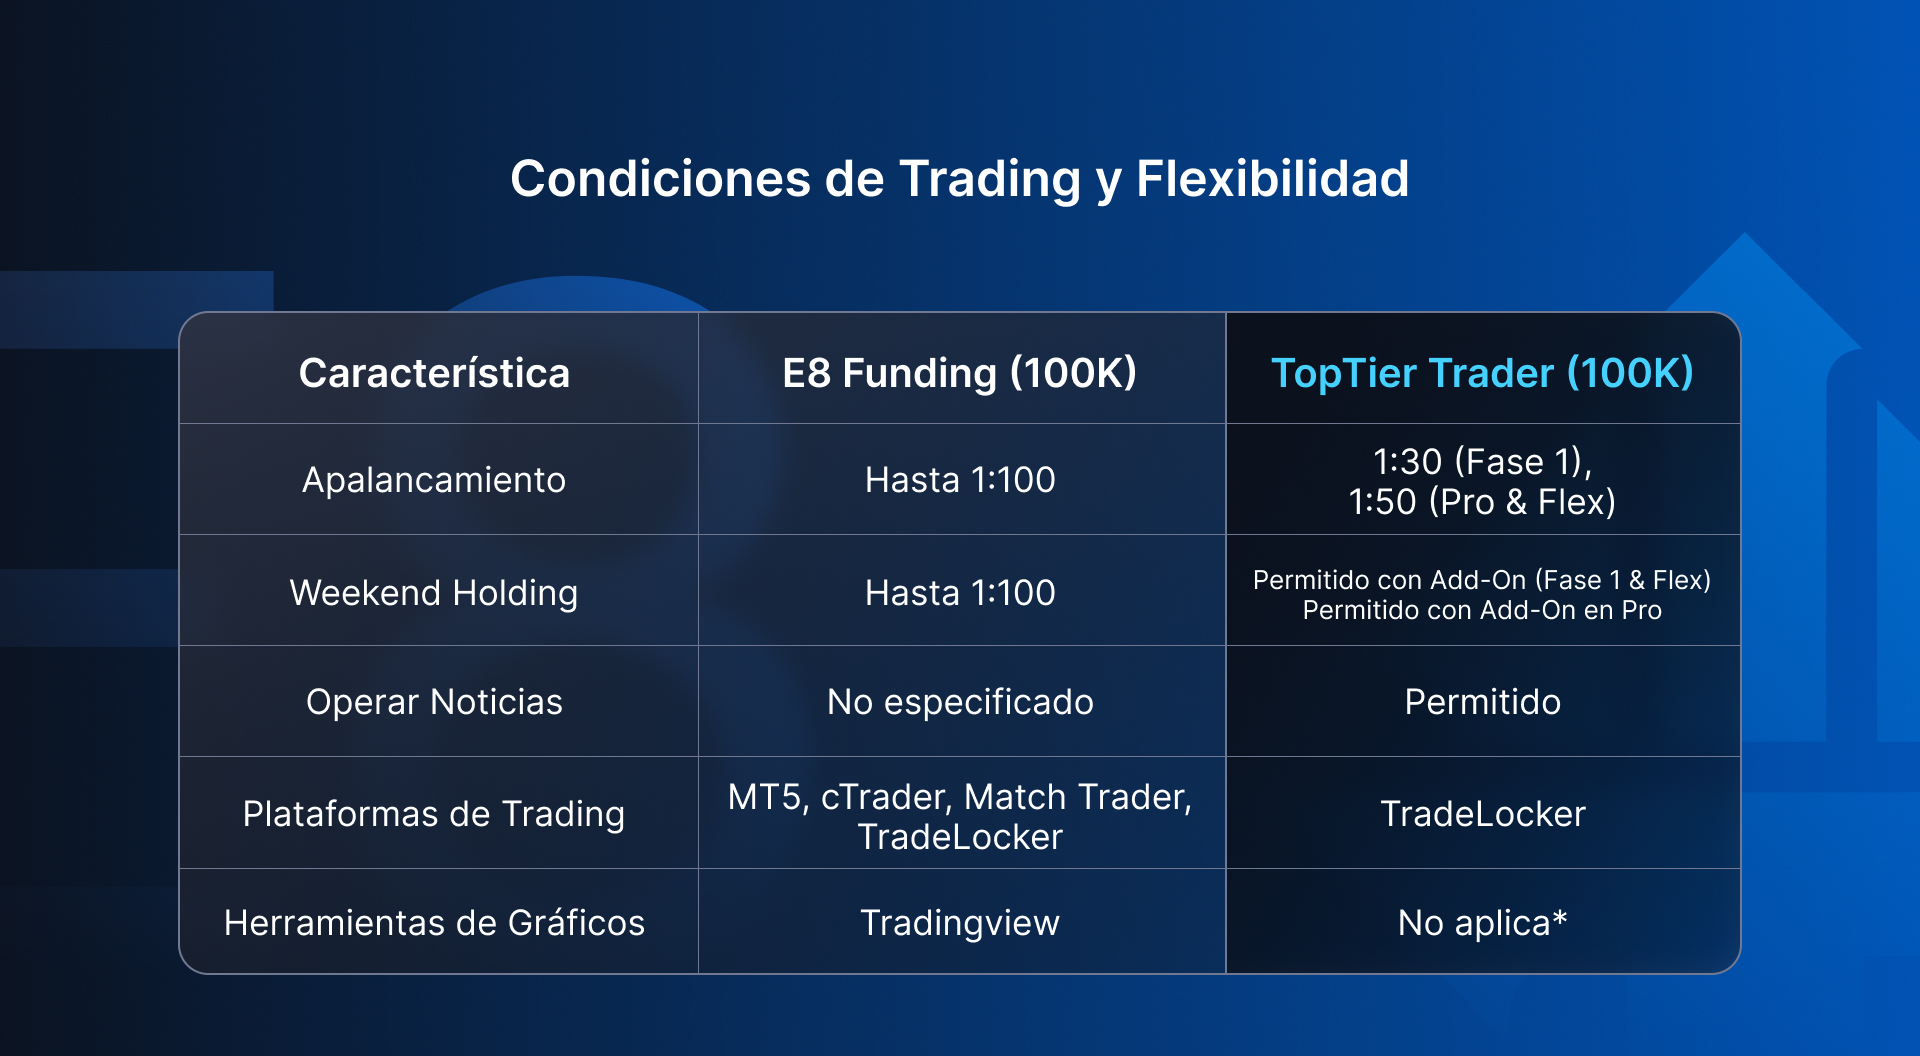 Condiciones de Trading y Flexibilidad
Característica
E8 Funding (100K)
TopTier Trader (100K)
Apalancamiento
Hasta 1:100
1:30 (Fase 1),
1:50 (Pro & Flex)
Weekend Holding
Hasta 1:100
Permitido con Add-On (Fase 1 & Flex)
Permitido con Add-On en Pro
Operar Noticias
No especificado
Permitido
Plataformas de Trading
MT5, cTrader, Match Trader,
TradeLocker
TradeLocker
Herramientas de Gráficos
Tradingview
No aplica*